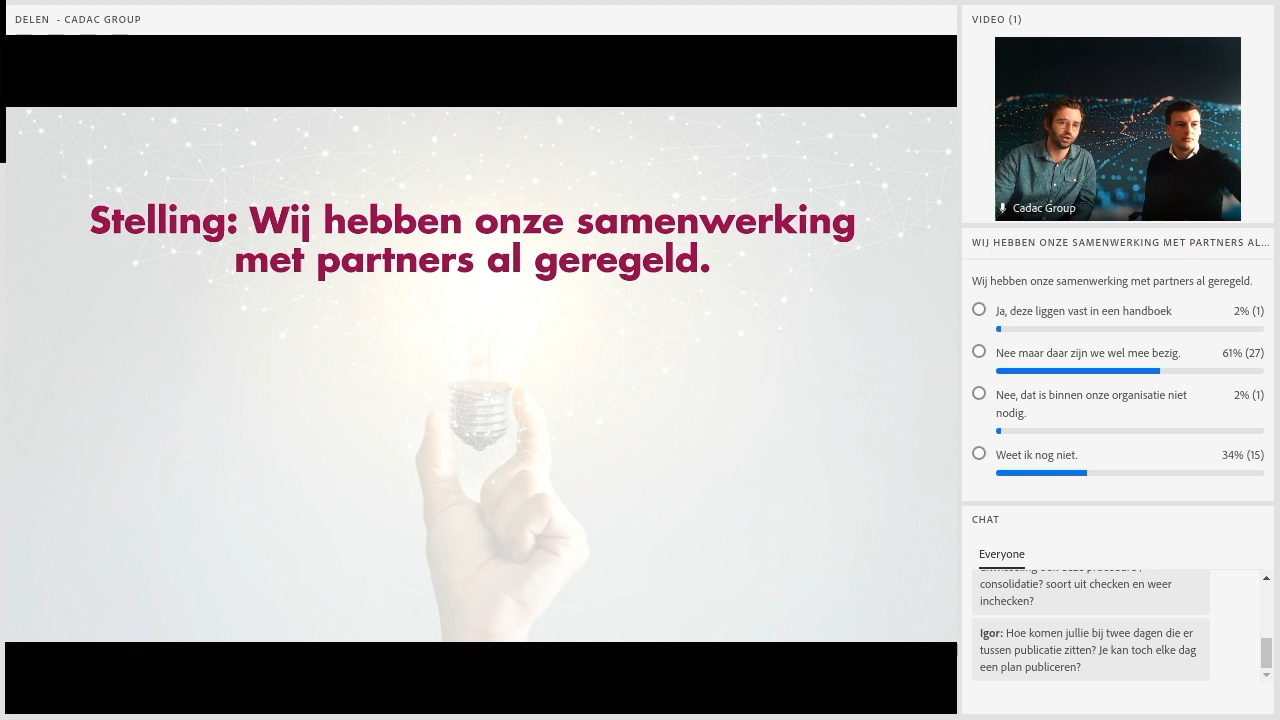 DELEN - CADAC GROUP
Stelling: Wij hebben onze samenwerking
met partners al geregeld.
VIDEO (1)
Cadac Group
WIJ HEBBEN ONZE SAMENWERKING MET PARTNERS AL...
Wij hebben onze samenwerking met partners al geregeld.
Ja, deze liggen vast in een handboek 2% (1)
Nee maar daar zijn we wel mee bezig. 61% (27)
Nee, dat is binnen onze organisatie niet 2% (1)
nodig.
Weet ik nog niet. 34% (15)
CHAT
Everyone
consolidatie? soort uit checken en weer
inchecken?
Igor: Hoe komen jullie bij twee dagen die er
tussen publicatie zitten? Je kan toch elke dag
een plan publiceren?